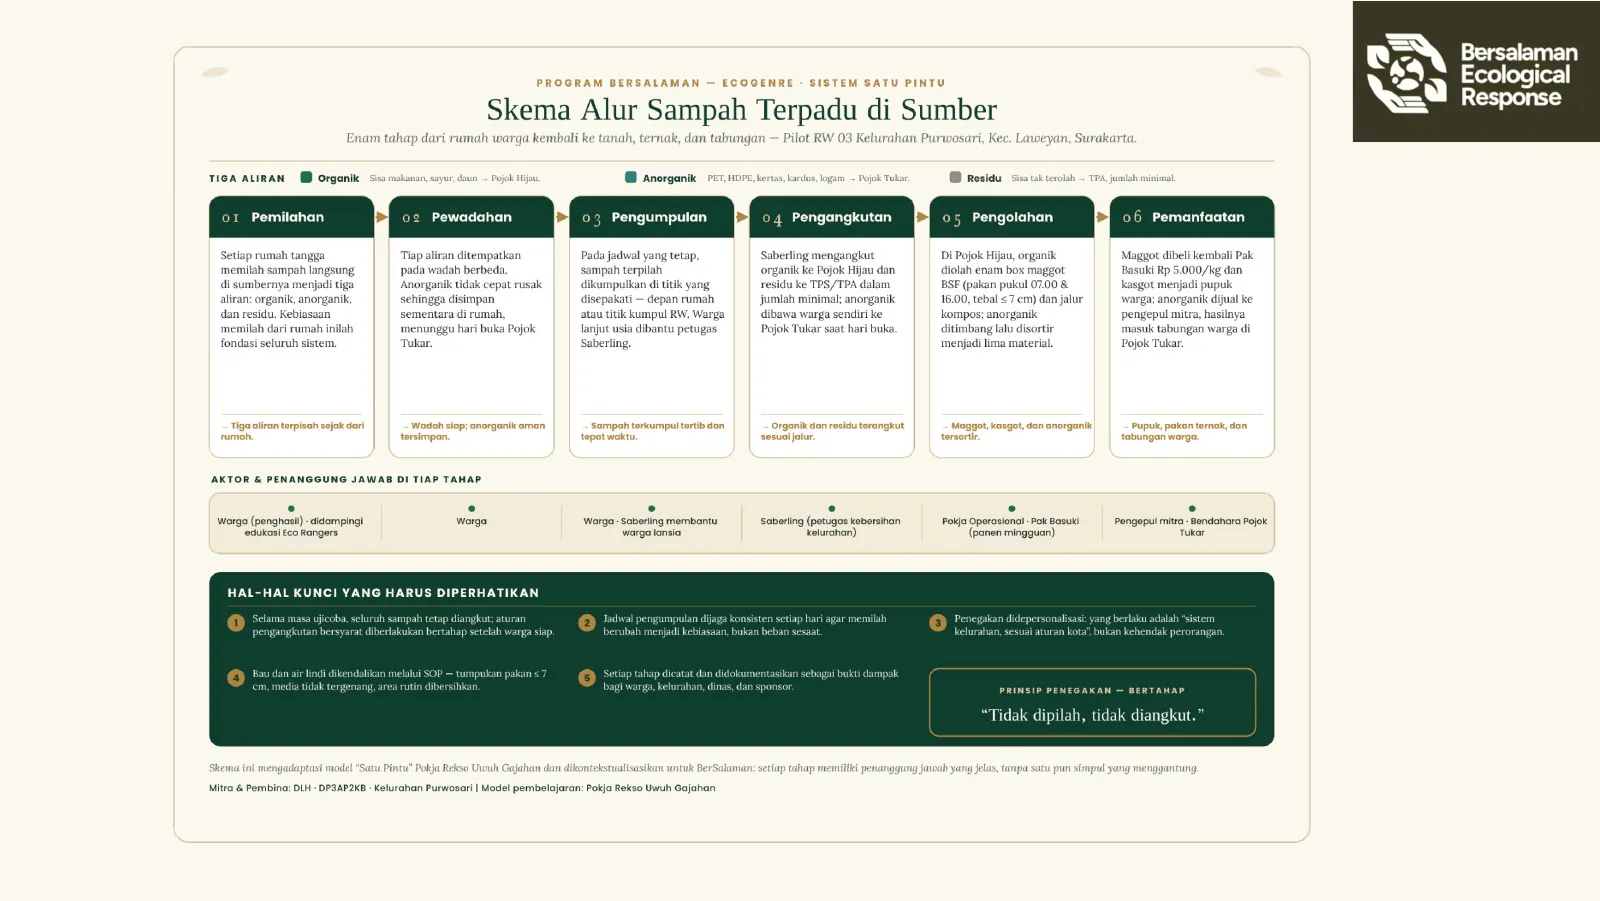 Bersalaman
Ecological
Response
PROGRAM BERSALAMAN — ECOGENRE · SISTEM SATU PINTU
Skema Alur Sampah Terpadu di Sumber
Enam tahap dari rumah warga kembali ke tanah, ternak, dan tabungan — Pilot RW 03 Kelurahan Purwosari, Kec. Laweyan, Surakarta.
TIGA ALIRAN
Organik Sisa makanan, sayur, daun → Pojok Hijau.
Anorganik PET, HDPE, kertas, kardus, logam → Pojok Tukar.
Residu Sisa tak terolah → TPA, jumlah minimal.
01 Pemilahan
Setiap rumah tangga
memilah sampah langsung
di sumbernya menjadi tiga
aliran: organik, anorganik,
dan residu. Kebiasaan
memilah dari rumah inilah
fondasi seluruh sistem.
→ Tiga aliran terpisah sejak dari
rumah.
02 Pewadahan
Tiap aliran ditempatkan
pada wadah berbeda.
Anorganik tidak cepat rusak
sehingga disimpan
sementara di rumah,
menunggu hari buka Pojok
Tukar.
→ Wadah siap; anorganik aman
tersimpan.
03 Pengumpulan
Pada jadwal yang tetap,
sampah terpilah
dikumpulkan di titik yang
disepakati — depan rumah
atau titik kumpul RW. Warga
lanjut usia dibantu petugas
Saberling.
→ Sampah terkumpul tertib dan
tepat waktu.
04 Pengangkutan
Saberling mengangkut
organik ke Pojok Hijau dan
residu ke TPS/TPA dalam
jumlah minimal; anorganik
dibawa warga sendiri ke
Pojok Tukar saat hari buka.
→ Organik dan residu terangkut
sesuai jalur.
05 Pengolahan
Di Pojok Hijau, organik
diolah enam box maggot
BSF (pakan pukul 07.00 &
16.00, tebal ≤ 7 cm) dan jalur
kompos; anorganik
ditimbang lalu disortir
menjadi lima material.
→ Maggot, kasgot, dan anorganik
tersortir.
06 Pemanfaatan
Maggot dibeli kembali Pak
Basuki Rp 5.000/kg dan
kasgot menjadi pupuk
warga; anorganik dijual ke
pengepul mitra, hasilnya
masuk tabungan warga di
Pojok Tukar.
→ Pupuk, pakan ternak, dan
tabungan warga.
AKTOR & PENANGGUNG JAWAB DI TIAP TAHAP
Warga (penghasil) · didampingi
edukasi Eco Rangers
Warga
Warga · Saberling membantu
warga lansia
Saberling (petugas kebersihan
kelurahan)
Pokja Operasional · Pak Basuki
(panen mingguan)
Pengepul mitra · Bendahara Pojok
Tukar
HAL-HAL KUNCI YANG HARUS DIPERHATIKAN
1 Selama masa ujicoba, seluruh sampah tetap diangkut; aturan
pengangkutan bersyarat diberlakukan bertahap setelah warga siap.
2 Jadwal pengumpulan dijaga konsisten setiap hari agar memilah
berubah menjadi kebiasaan, bukan beban sesaat.
3 Penegakan didepersonalisasi: yang berlaku adalah “sistem
kelurahan, sesuai aturan kota”, bukan kehendak perorangan.
4 Bau dan air lindi dikendalikan melalui SOP — tumpukan pakan ≤ 7
cm, media tidak tergenang, area rutin dibersihkan.
5 Setiap tahap dicatat dan didokumentasikan sebagai bukti dampak
bagi warga, kelurahan, dinas, dan sponsor.
PRINSIP PENEGAKAN — BERTAHAP
“Tidak dipilah, tidak diangkut.”
Skema ini mengadaptasi model “Satu Pintu” Pokja Rekso Uwuh Gajahan dan dikontekstualisasikan untuk BerSalaman: setiap tahap memiliki penanggung jawab yang jelas, tanpa satu pun simpul yang menggantung.
Mitra & Pembina: DLH · DP3AP2KB · Kelurahan Purwosari | Model pembelajaran: Pokja Rekso Uwuh Gajahan